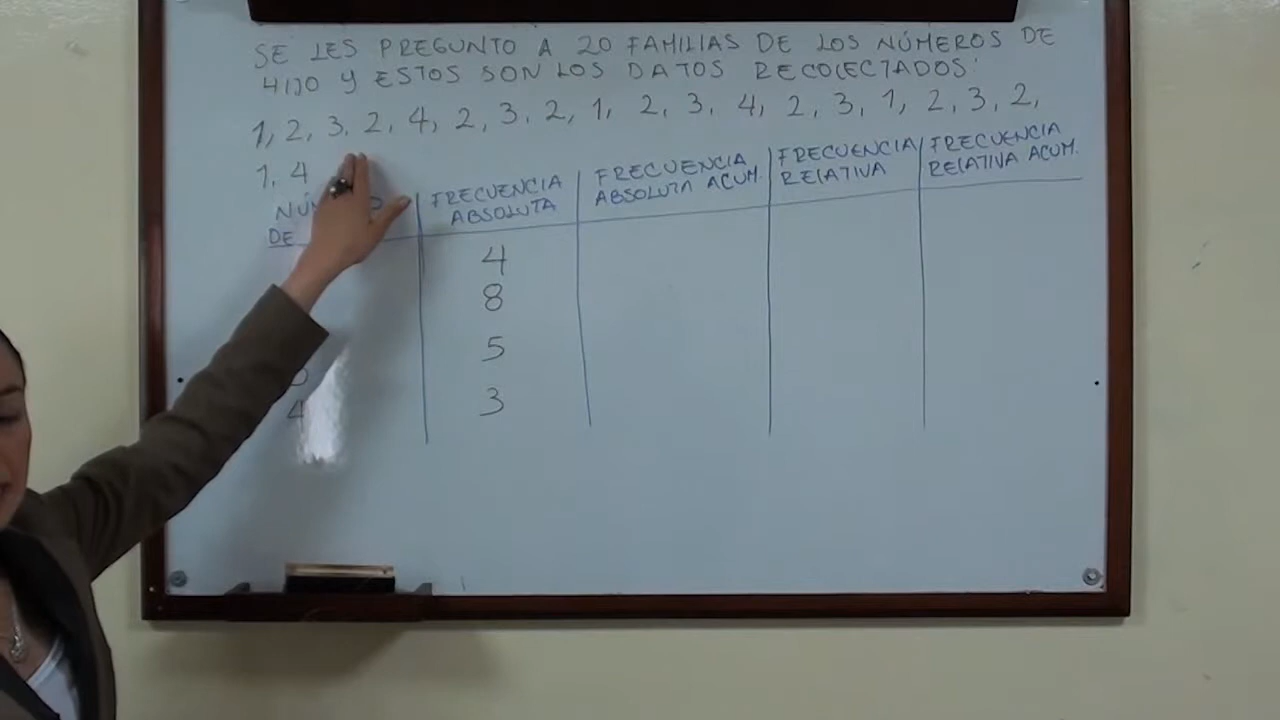 SE LES PREGUNTO A 20 FAMILIAS DE LOS NÚMEROS DE
HIJO Y ESTOS SON LOS DATOS RECOLECTADOS:
1, 2, 3, 2, 4, 2, 3, 2, 1, 2, 3, 4, 2, 3, 1, 2, 3, 2,
1, 4
DE
FRECUENCIA
ABSOLUTA
FRECUENCIA
ABSOLUTA ACUM.
FRECUENCIA
RELATIVA
FRECUENCIA
RELATIVA ACUM.
4
8
5
4 3